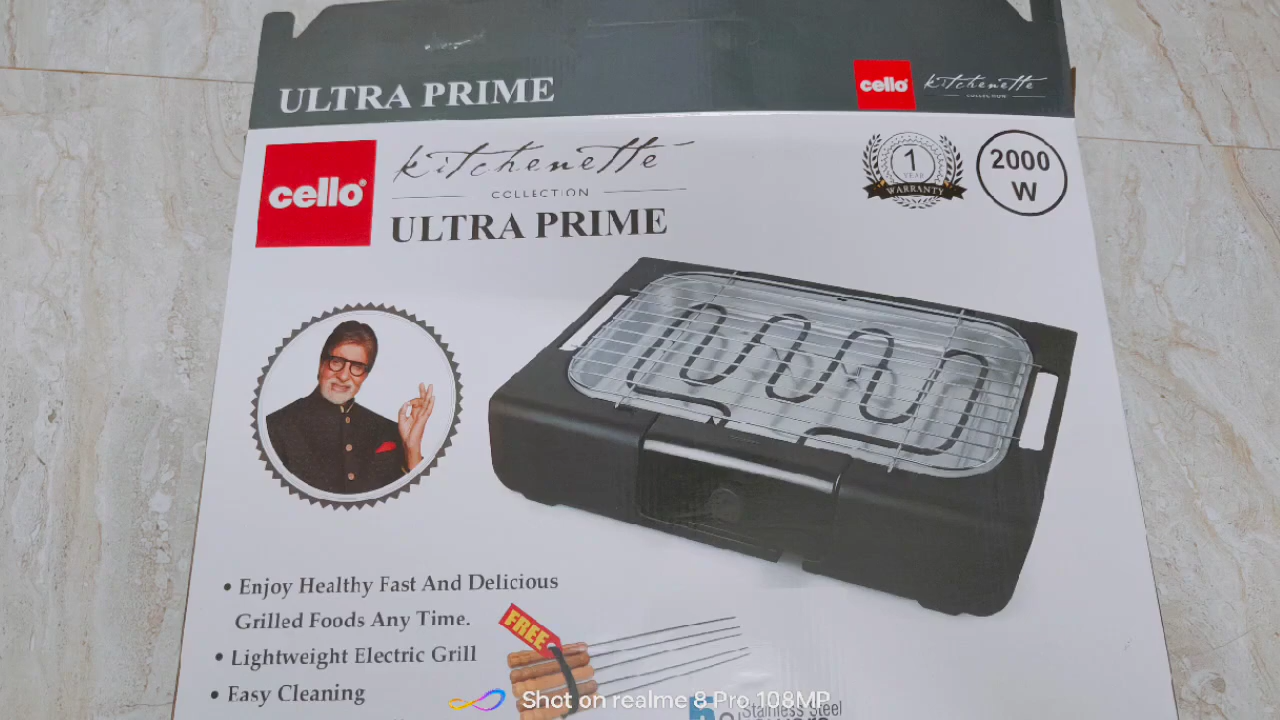 ULTRA PRIME
cello
kitchenette
COLLECTION
cello
kitchenette
COLLECTION
ULTRA PRIME
1
YEAR
WARRANTY
2000
W
• Enjoy Healthy Fast And Delicious
Grilled Foods Any Time.
• Lightweight Electric Grill
• Easy Cleaning
FREE
Stainless Steel
Shot on realme 8 Pro 108MP